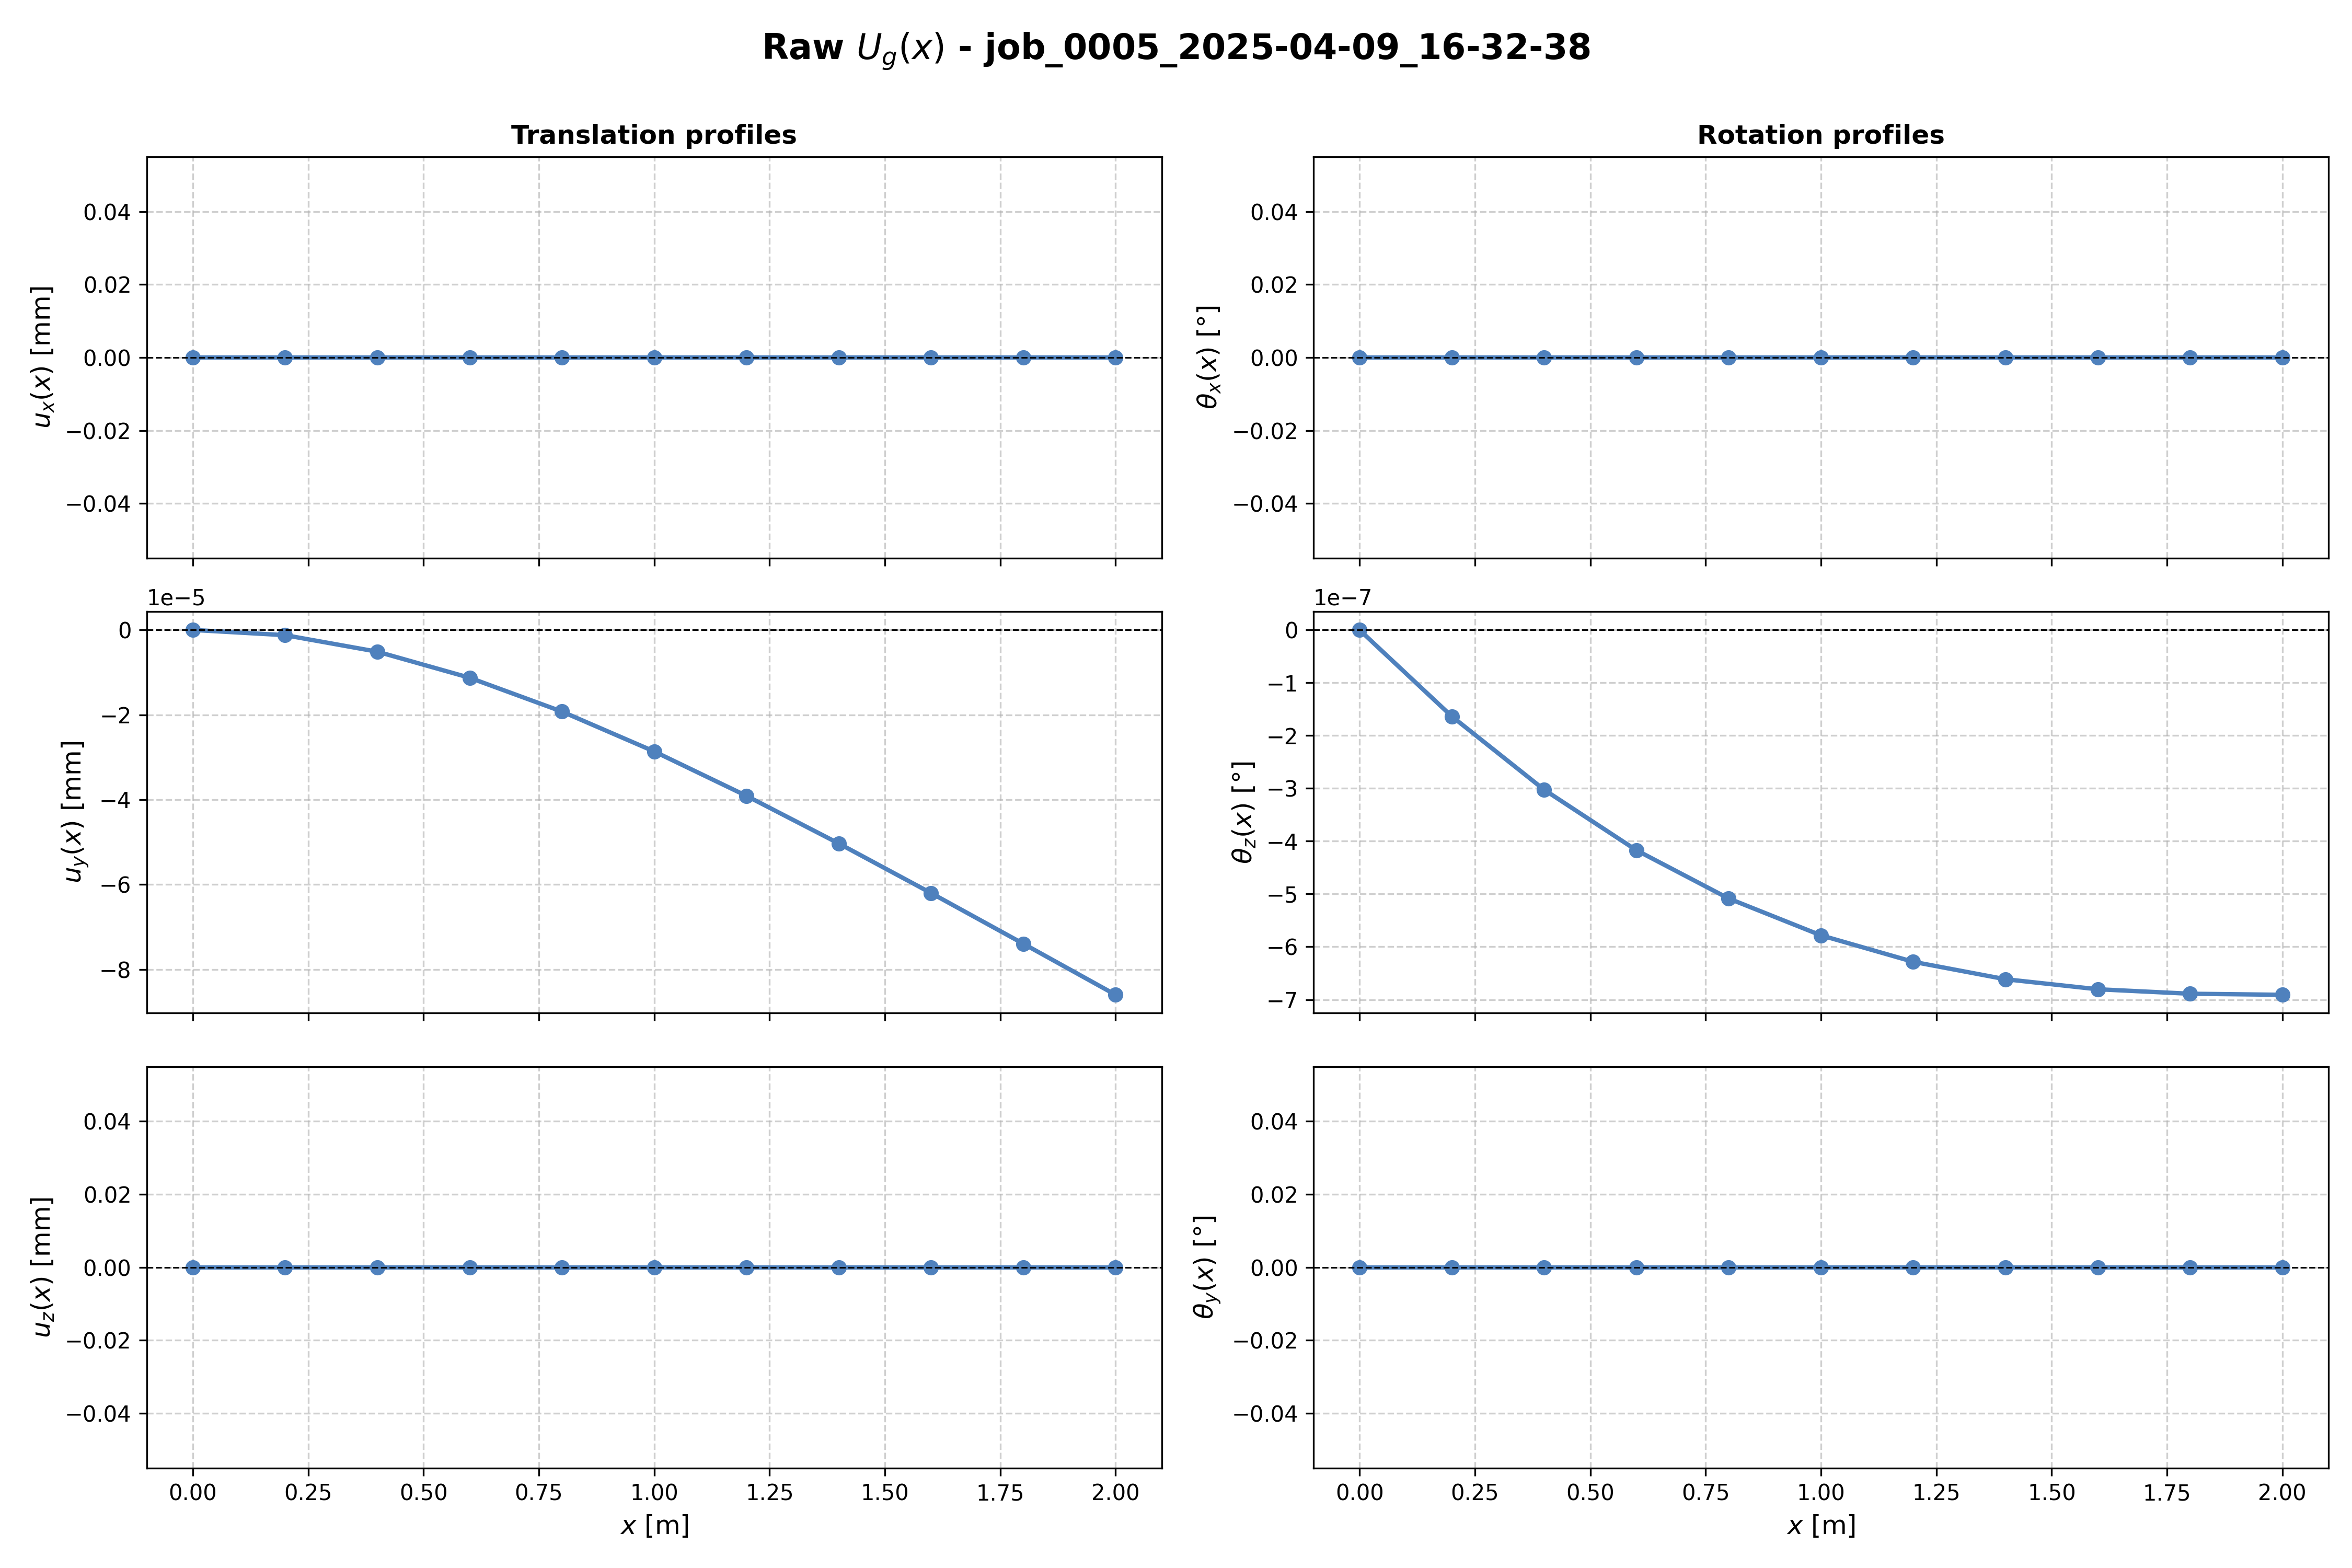 Raw U_g(x) - job_0005_2025-04-09_16-32-38
Translation profiles
0.04
0.02
0.00
−0.02
−0.04
u_x(x) [mm]
Rotation profiles
0.04
0.02
0.00
−0.02
−0.04
θ_x(x) [°]
1e−5
0
−2
−4
−6
−8
u_y(x) [mm]
1e−7
0
−1
−2
−3
−4
−5
−6
−7
θ_z(x) [°]
0.04
0.02
0.00
−0.02
−0.04
u_z(x) [mm]
0.00 0.25 0.50 0.75 1.00 1.25 1.50 1.75 2.00
x [m]
0.04
0.02
0.00
−0.02
−0.04
θ_y(x) [°]
0.00 0.25 0.50 0.75 1.00 1.25 1.50 1.75 2.00
x [m]